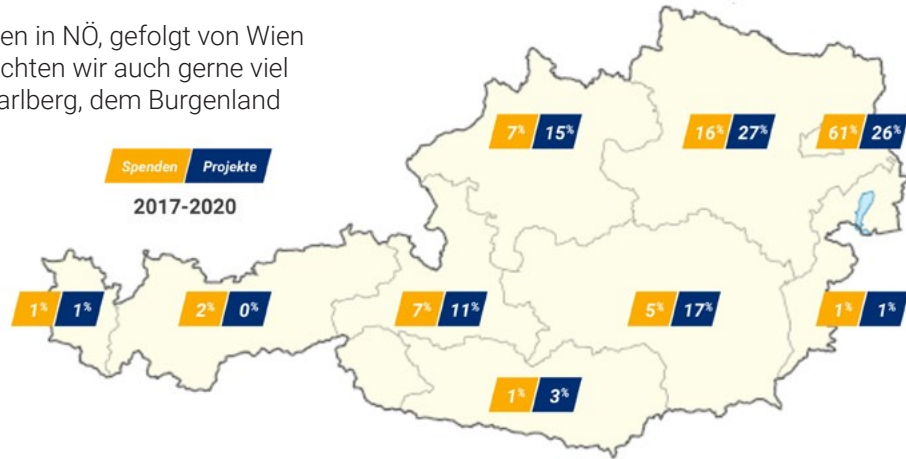 en in NÖ, gefolgt von Wien
chten wir auch gerne viel
arlberg, dem Burgenland
7% 15%
16% 27%
61% 26%
Spenden Projekte
2017-2020
1% 1%
2% 0%
7% 11%
5% 17%
1% 1%
1% 3%